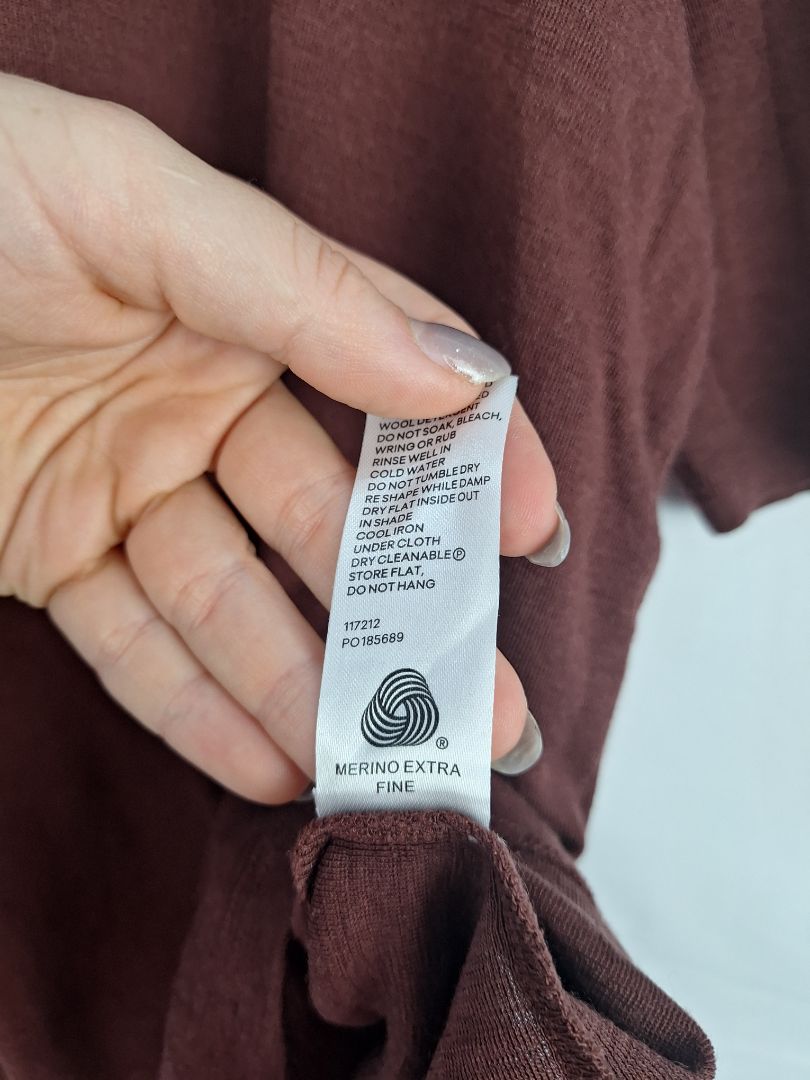 WOOL DETERGENT
DO NOT SOAK, BLEACH,
WRING OR RUB
RINSE WELL IN
COLD WATER
DO NOT TUMBLE DRY
RE SHAPE WHILE DAMP
DRY FLAT INSIDE OUT
IN SHADE
COOL IRON
UNDER CLOTH
DRY CLEANABLE Ⓟ
STORE FLAT,
DO NOT HANG
117212
PO185689
®
MERINO EXTRA
FINE